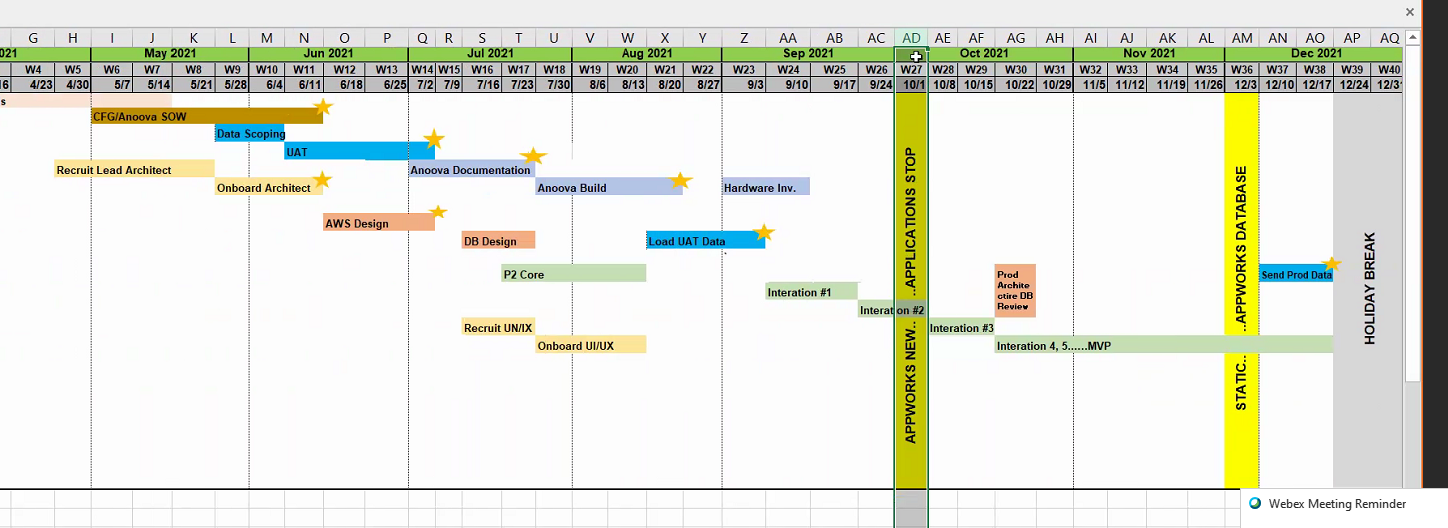 G H I J K L M N O P Q R S T U V W X Y Z AA AB AC AD AE AF AG AH AI AJ AK AL AM AN AO AP AQ
021 May 2021 Jun 2021 Jul 2021 Aug 2021 Sep 2021 Oct 2021 Nov 2021 Dec 2021
W4 W5 W6 W7 W8 W9 W10 W11 W12 W13 W14 W15 W16 W17 W18 W19 W20 W21 W22 W23 W24 W25 W26 W27 W28 W29 W30 W31 W32 W33 W34 W35 W36 W37 W38 W39 W40
16 4/23 4/30 5/7 5/14 5/21 5/28 6/4 6/11 6/18 6/25 7/2 7/9 7/16 7/23 7/30 8/6 8/13 8/20 8/27 9/3 9/10 9/17 9/24 10/1 10/8 10/15 10/22 10/29 11/5 11/12 11/19 11/26 12/3 12/10 12/17 12/24 12/31
s
CFG/Anoova SOW
Data Scoping
UAT
Recruit Lead Architect
Anoova Documentation
Onboard Architect
Anoova Build
Hardware Inv.
AWS Design
DB Design
Load UAT Data
P2 Core
Send Prod Data
Prod
Archite
ctire DB
Review
Interation #1
Interation #2
Recruit UN/IX
Interation #3
Onboard UI/UX
Interation 4, 5......MVP
APPWORKS NEW.. ..APPLICATIONS STOP
STATIC... ..APPWORKS DATABASE
HOLIDAY BREAK
Webex Meeting Reminder